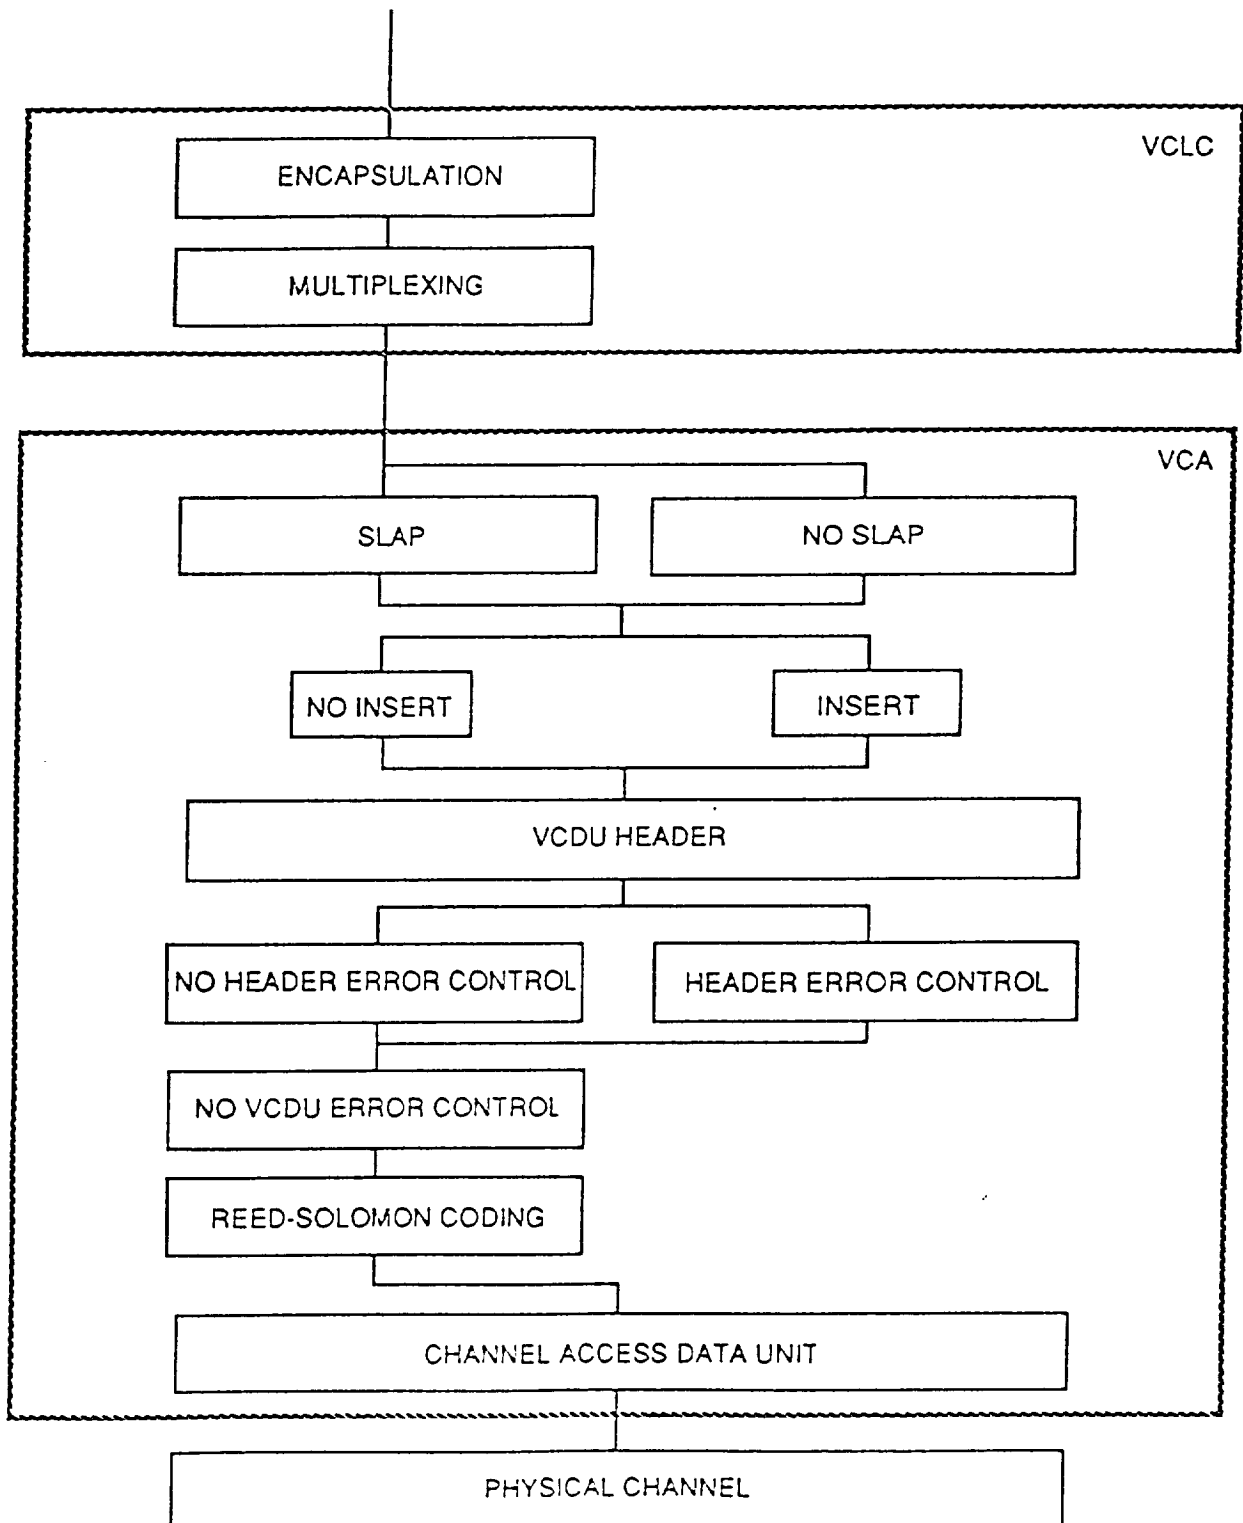 VCLC
ENCAPSULATION
MULTIPLEXING
VCA
SLAP
NO SLAP
NO INSERT
INSERT
VCDU HEADER
NO HEADER ERROR CONTROL
HEADER ERROR CONTROL
NO VCDU ERROR CONTROL
REED-SOLOMON CODING
CHANNEL ACCESS DATA UNIT
PHYSICAL CHANNEL